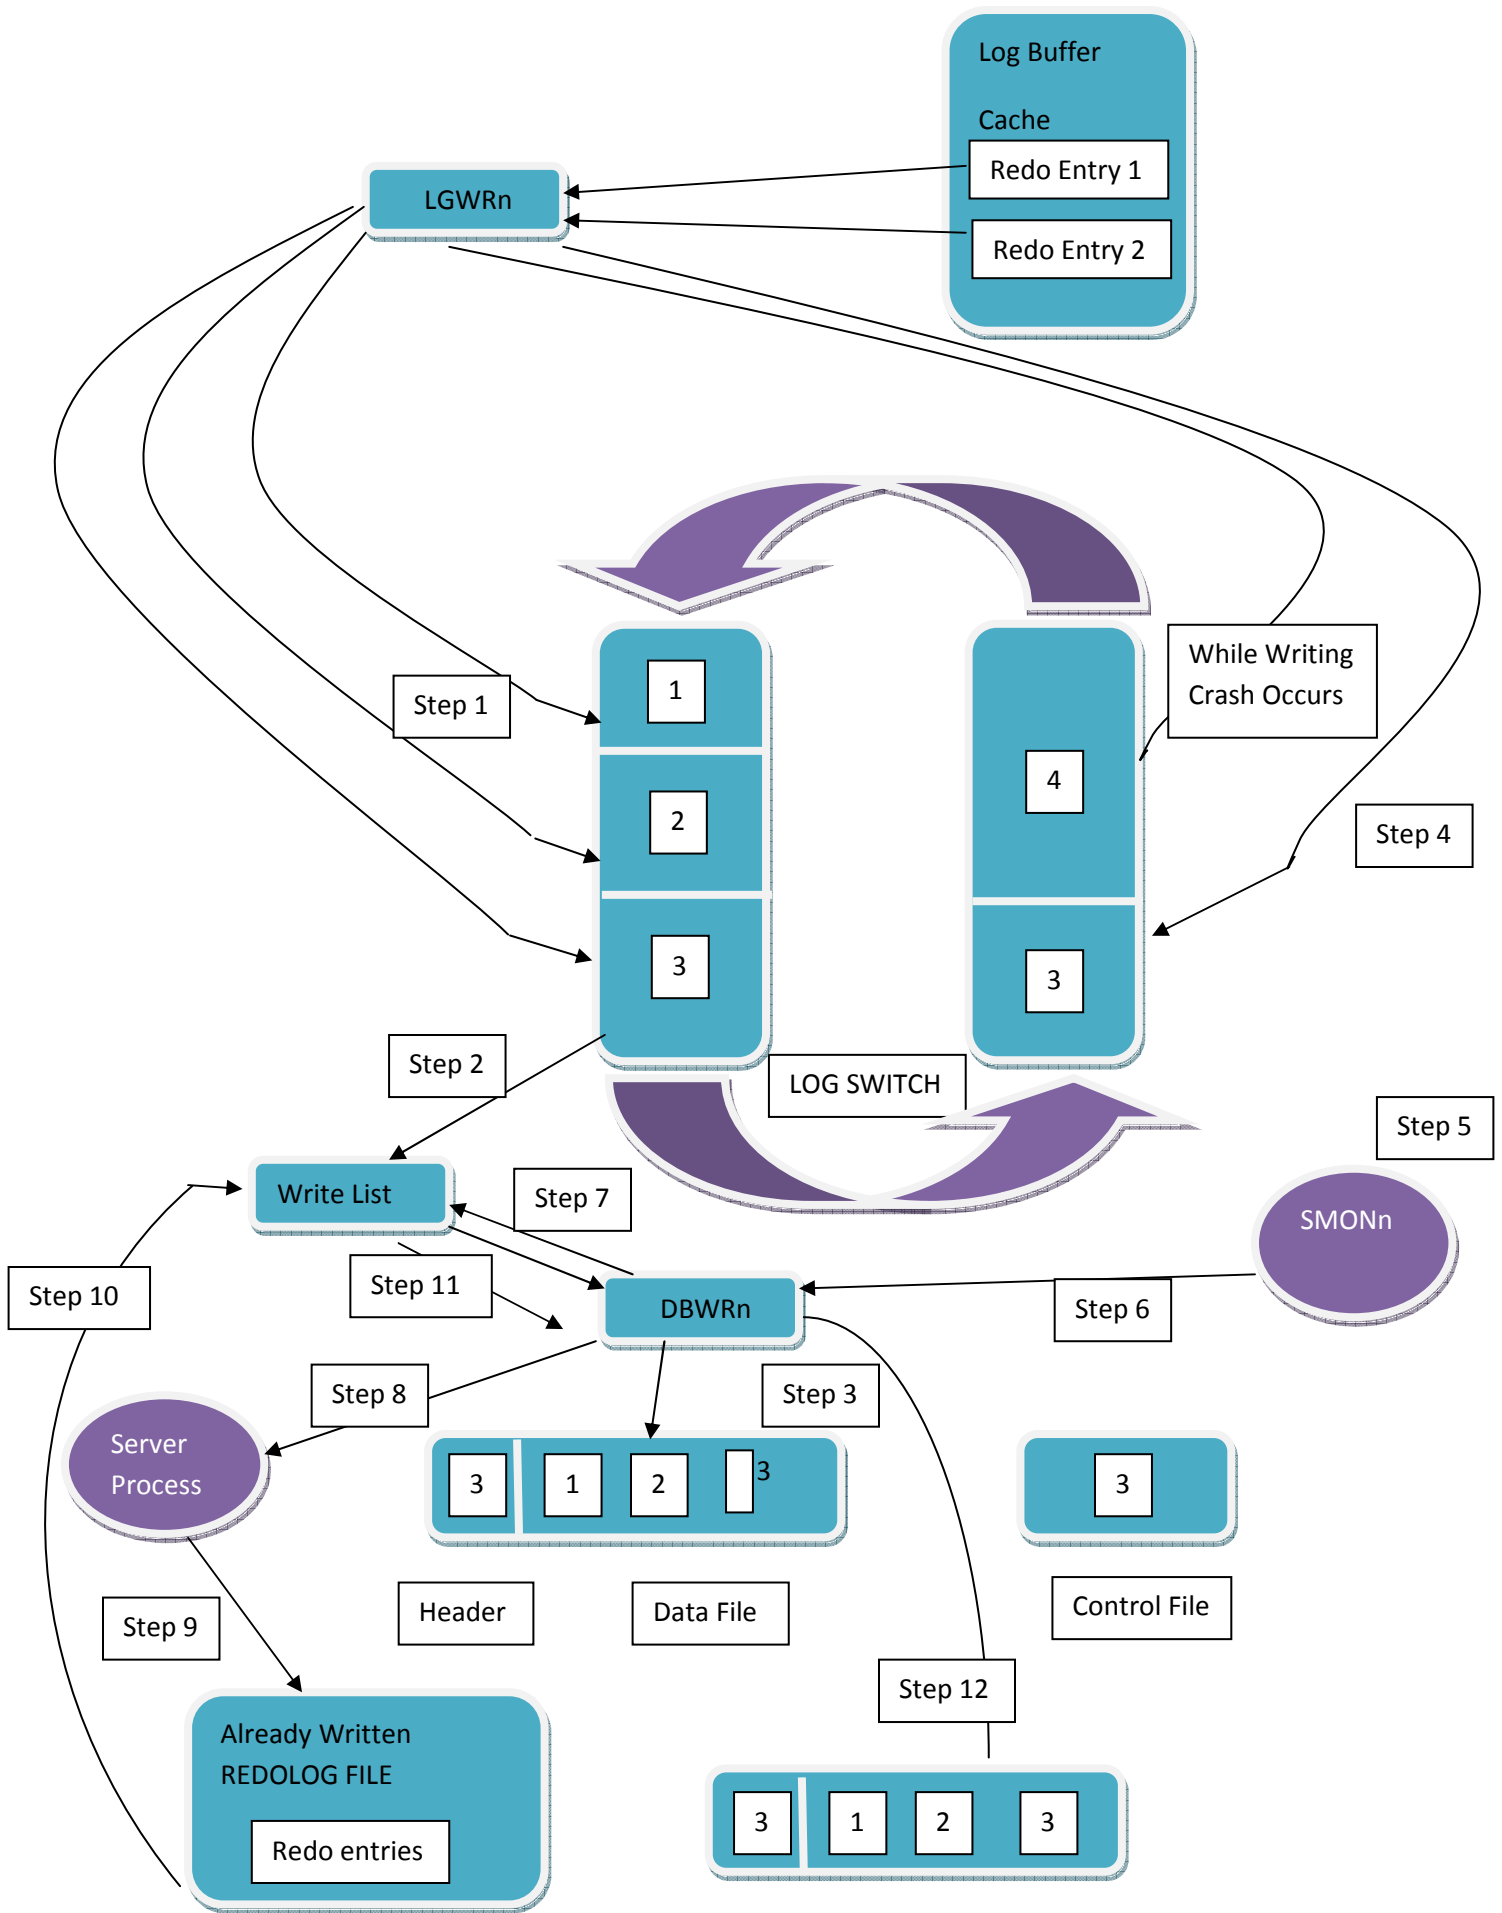 Log Buffer
Cache
Redo Entry 1
LGWRn
Redo Entry 2
While Writing
Crash Occurs
1
Step 1
4
2
Step 4
3
3
Step 2
LOG SWITCH
Step 5
Write List
Step 7
SMONn
Step 10
Step 11
DBWRn
Step 6
Step 8
Step 3
Server
Process
3
1
2
3
3
Header
Data File
Control File
Step 9
Step 12
Already Written
REDOLOG FILE
Redo entries
3
1
2
3